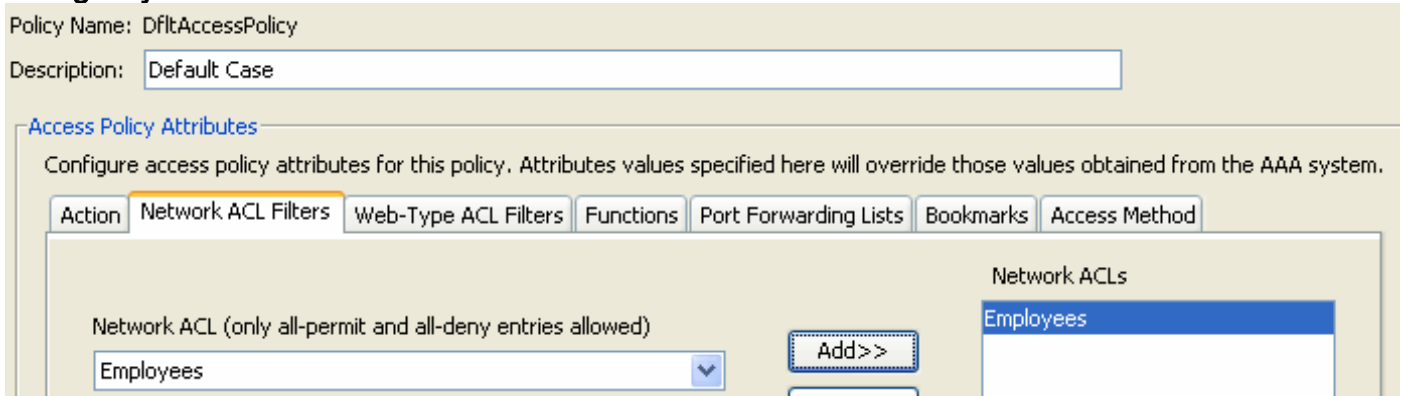 Policy Name: DfltAccessPolicy
Description: Default Case
Access Policy Attributes
Configure access policy attributes for this policy. Attributes values specified here will override those values obtained from the AAA system.
Action Network ACL Filters Web-Type ACL Filters Functions Port Forwarding Lists Bookmarks Access Method
Network ACLs
Network ACL (only all-permit and all-deny entries allowed)
Employees
Add>>
Employees